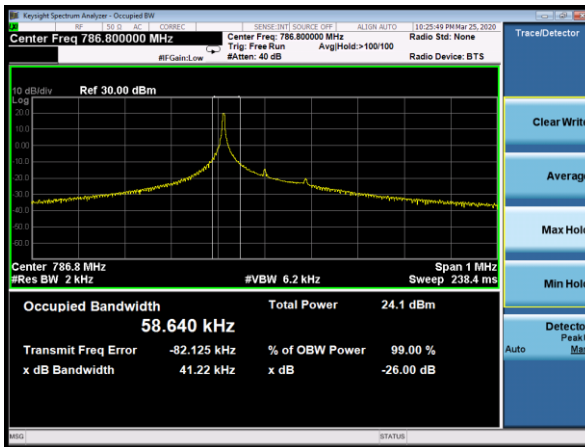 Keysight Spectrum Analyzer - Occupied BW
RF 50 Ω AC CORREC SENSE:INT SOURCE OFF ALIGN AUTO 10:25:49 PM Mar 25, 2020
Center Freq 786.800000 MHz Center Freq: 786.800000 MHz Radio Std: None
Trig: Free Run Avg|Hold:>100/100
#IFGain:Low #Atten: 40 dB Radio Device: BTS
Trace/Detector
10 dB/div Ref 30.00 dBm
Log
20.0
10.0
0.00
-10.0
-20.0
-30.0
-40.0
-50.0
-60.0
Center 786.8 MHz Span 1 MHz
#Res BW 2 kHz #VBW 6.2 kHz Sweep 238.4 ms
Occupied Bandwidth Total Power 24.1 dBm
58.640 kHz
Transmit Freq Error -82.125 kHz % of OBW Power 99.00 %
x dB Bandwidth 41.22 kHz x dB -26.00 dB
Clear Write
Average
Max Hold
Min Hold
Detector
Auto Man
MSG STATUS